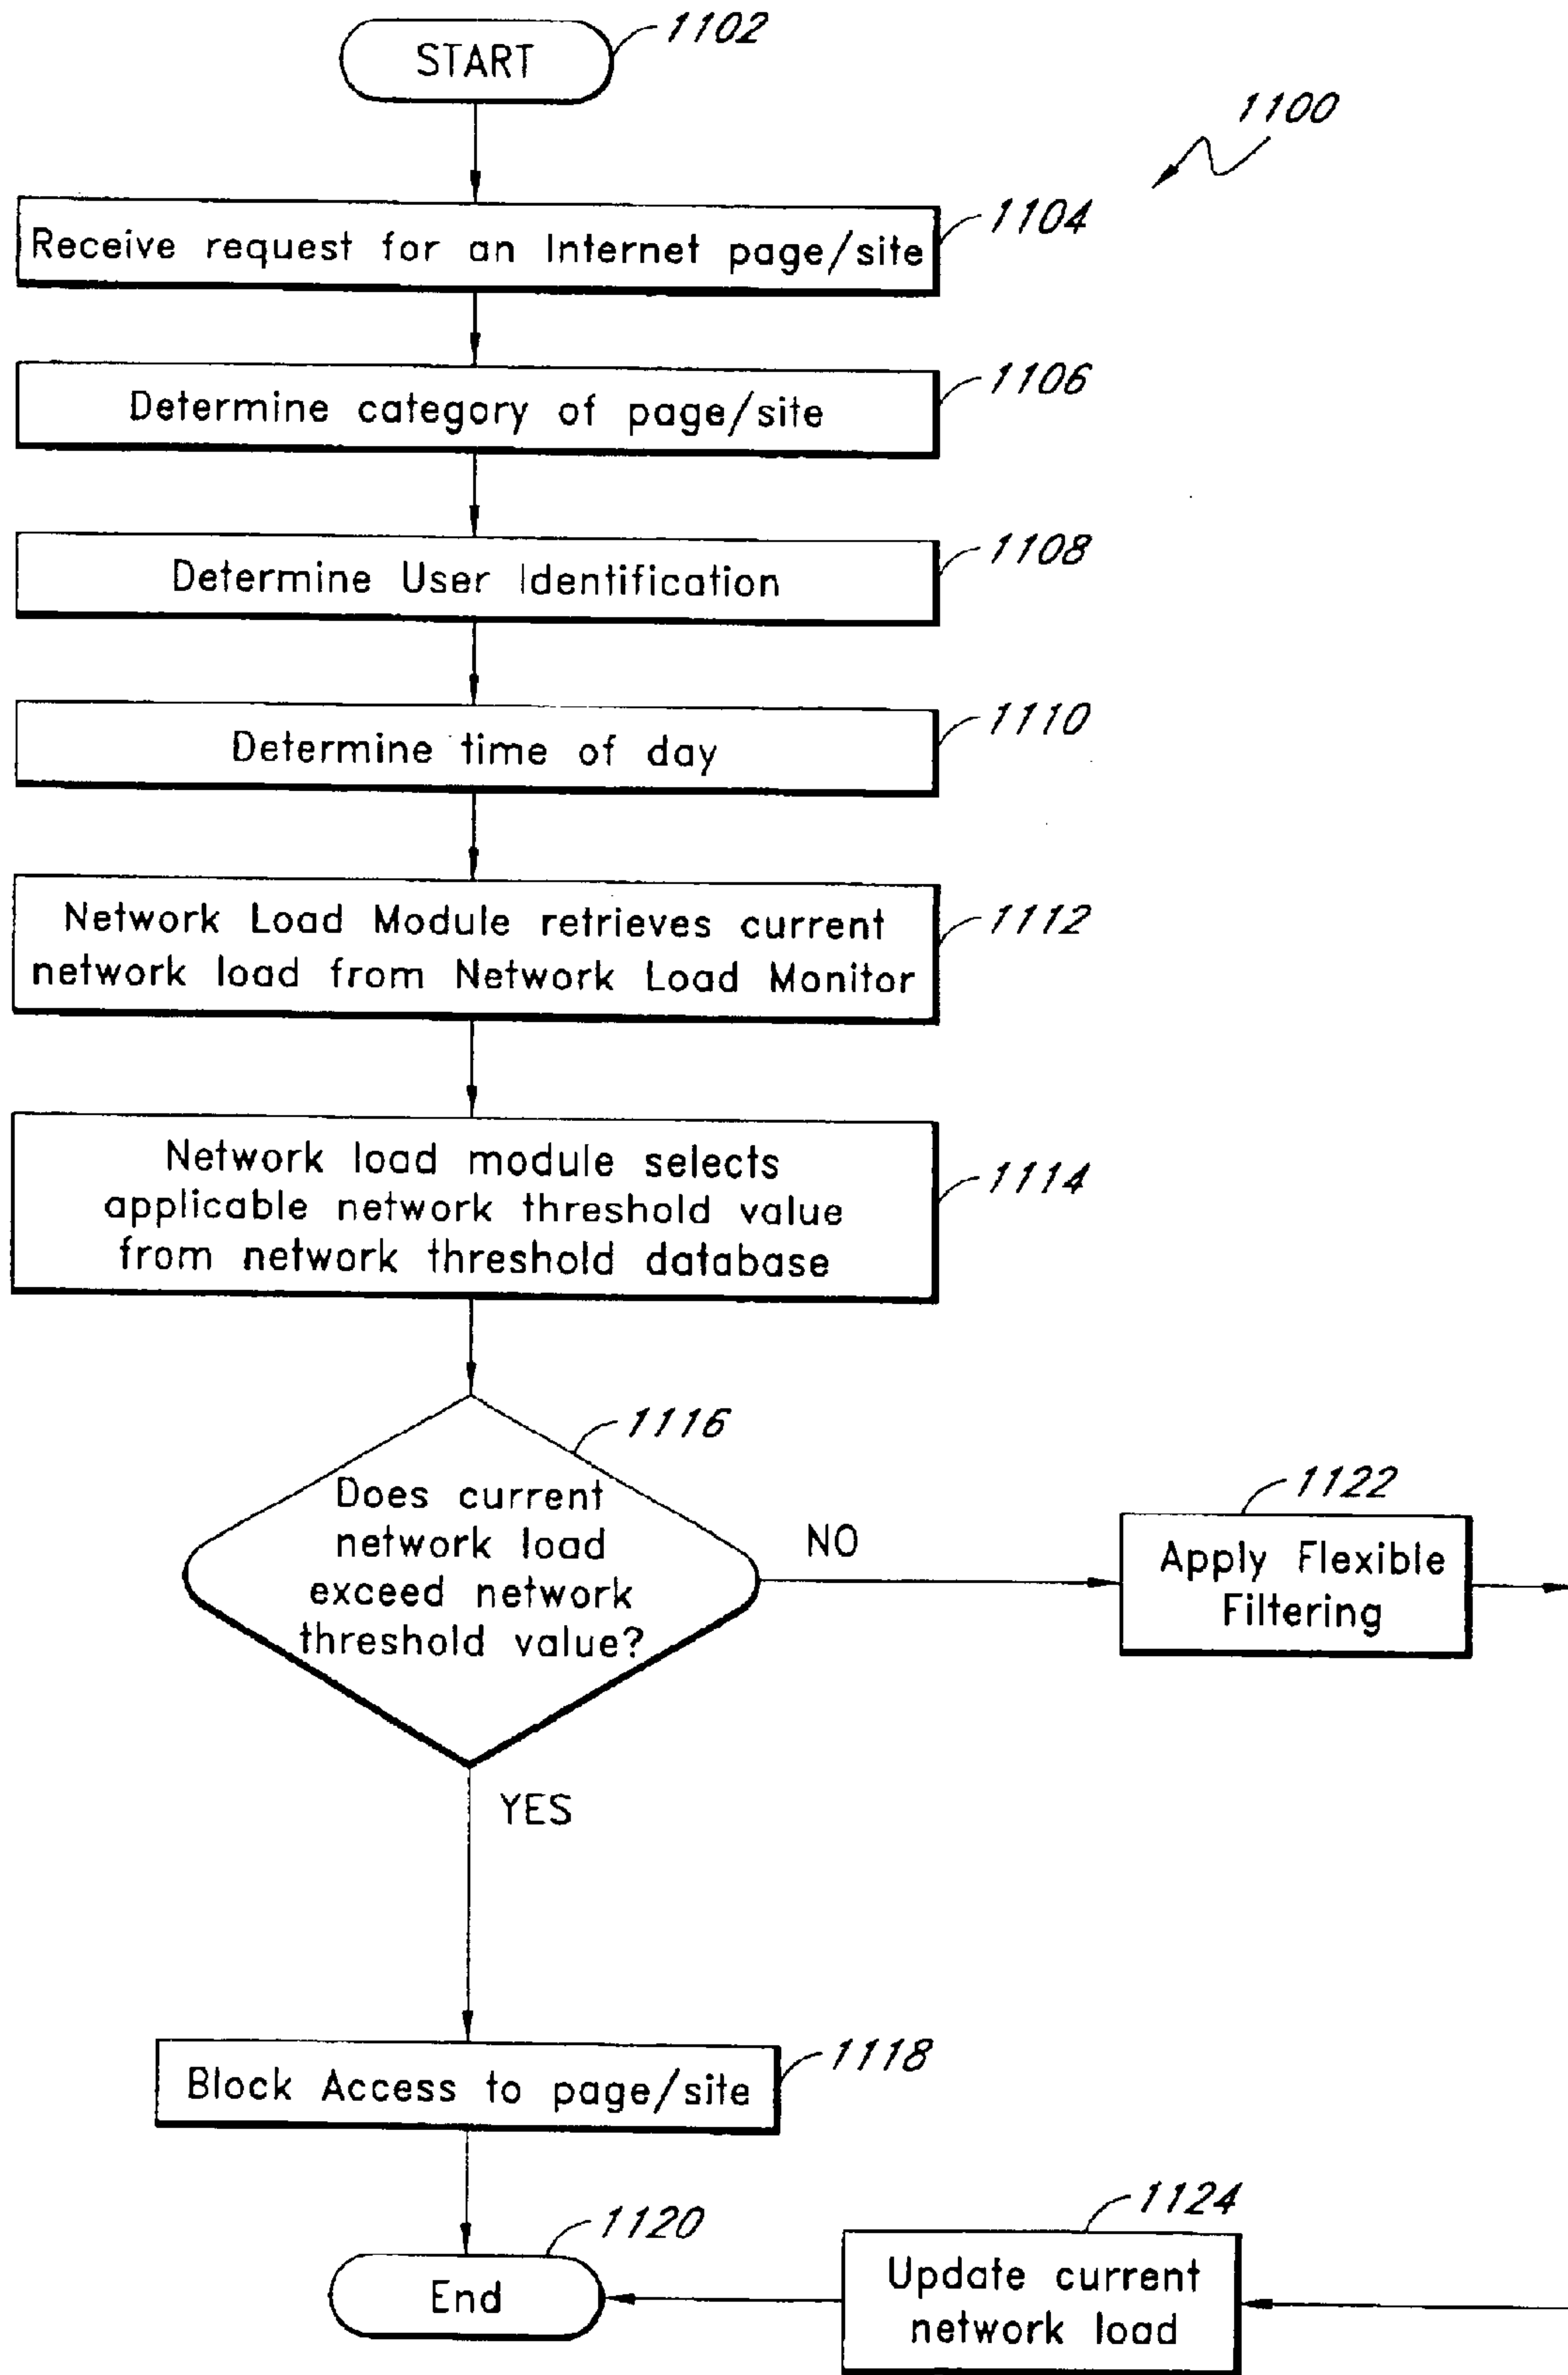 START
1102
1100
Receive request for an Internet page/site
1104
Determine category of page/site
1106
Determine User Identification
1108
Determine time of day
1110
Network Load Module retrieves current
network load from Network Load Monitor
1112
Network load module selects
applicable network threshold value
from network threshold database
1114
1116
Does current
network load
exceed network
threshold value?
NO
1122
Apply Flexible
Filtering
YES
Block Access to page/site
1118
1120
End
1124
Update current
network load